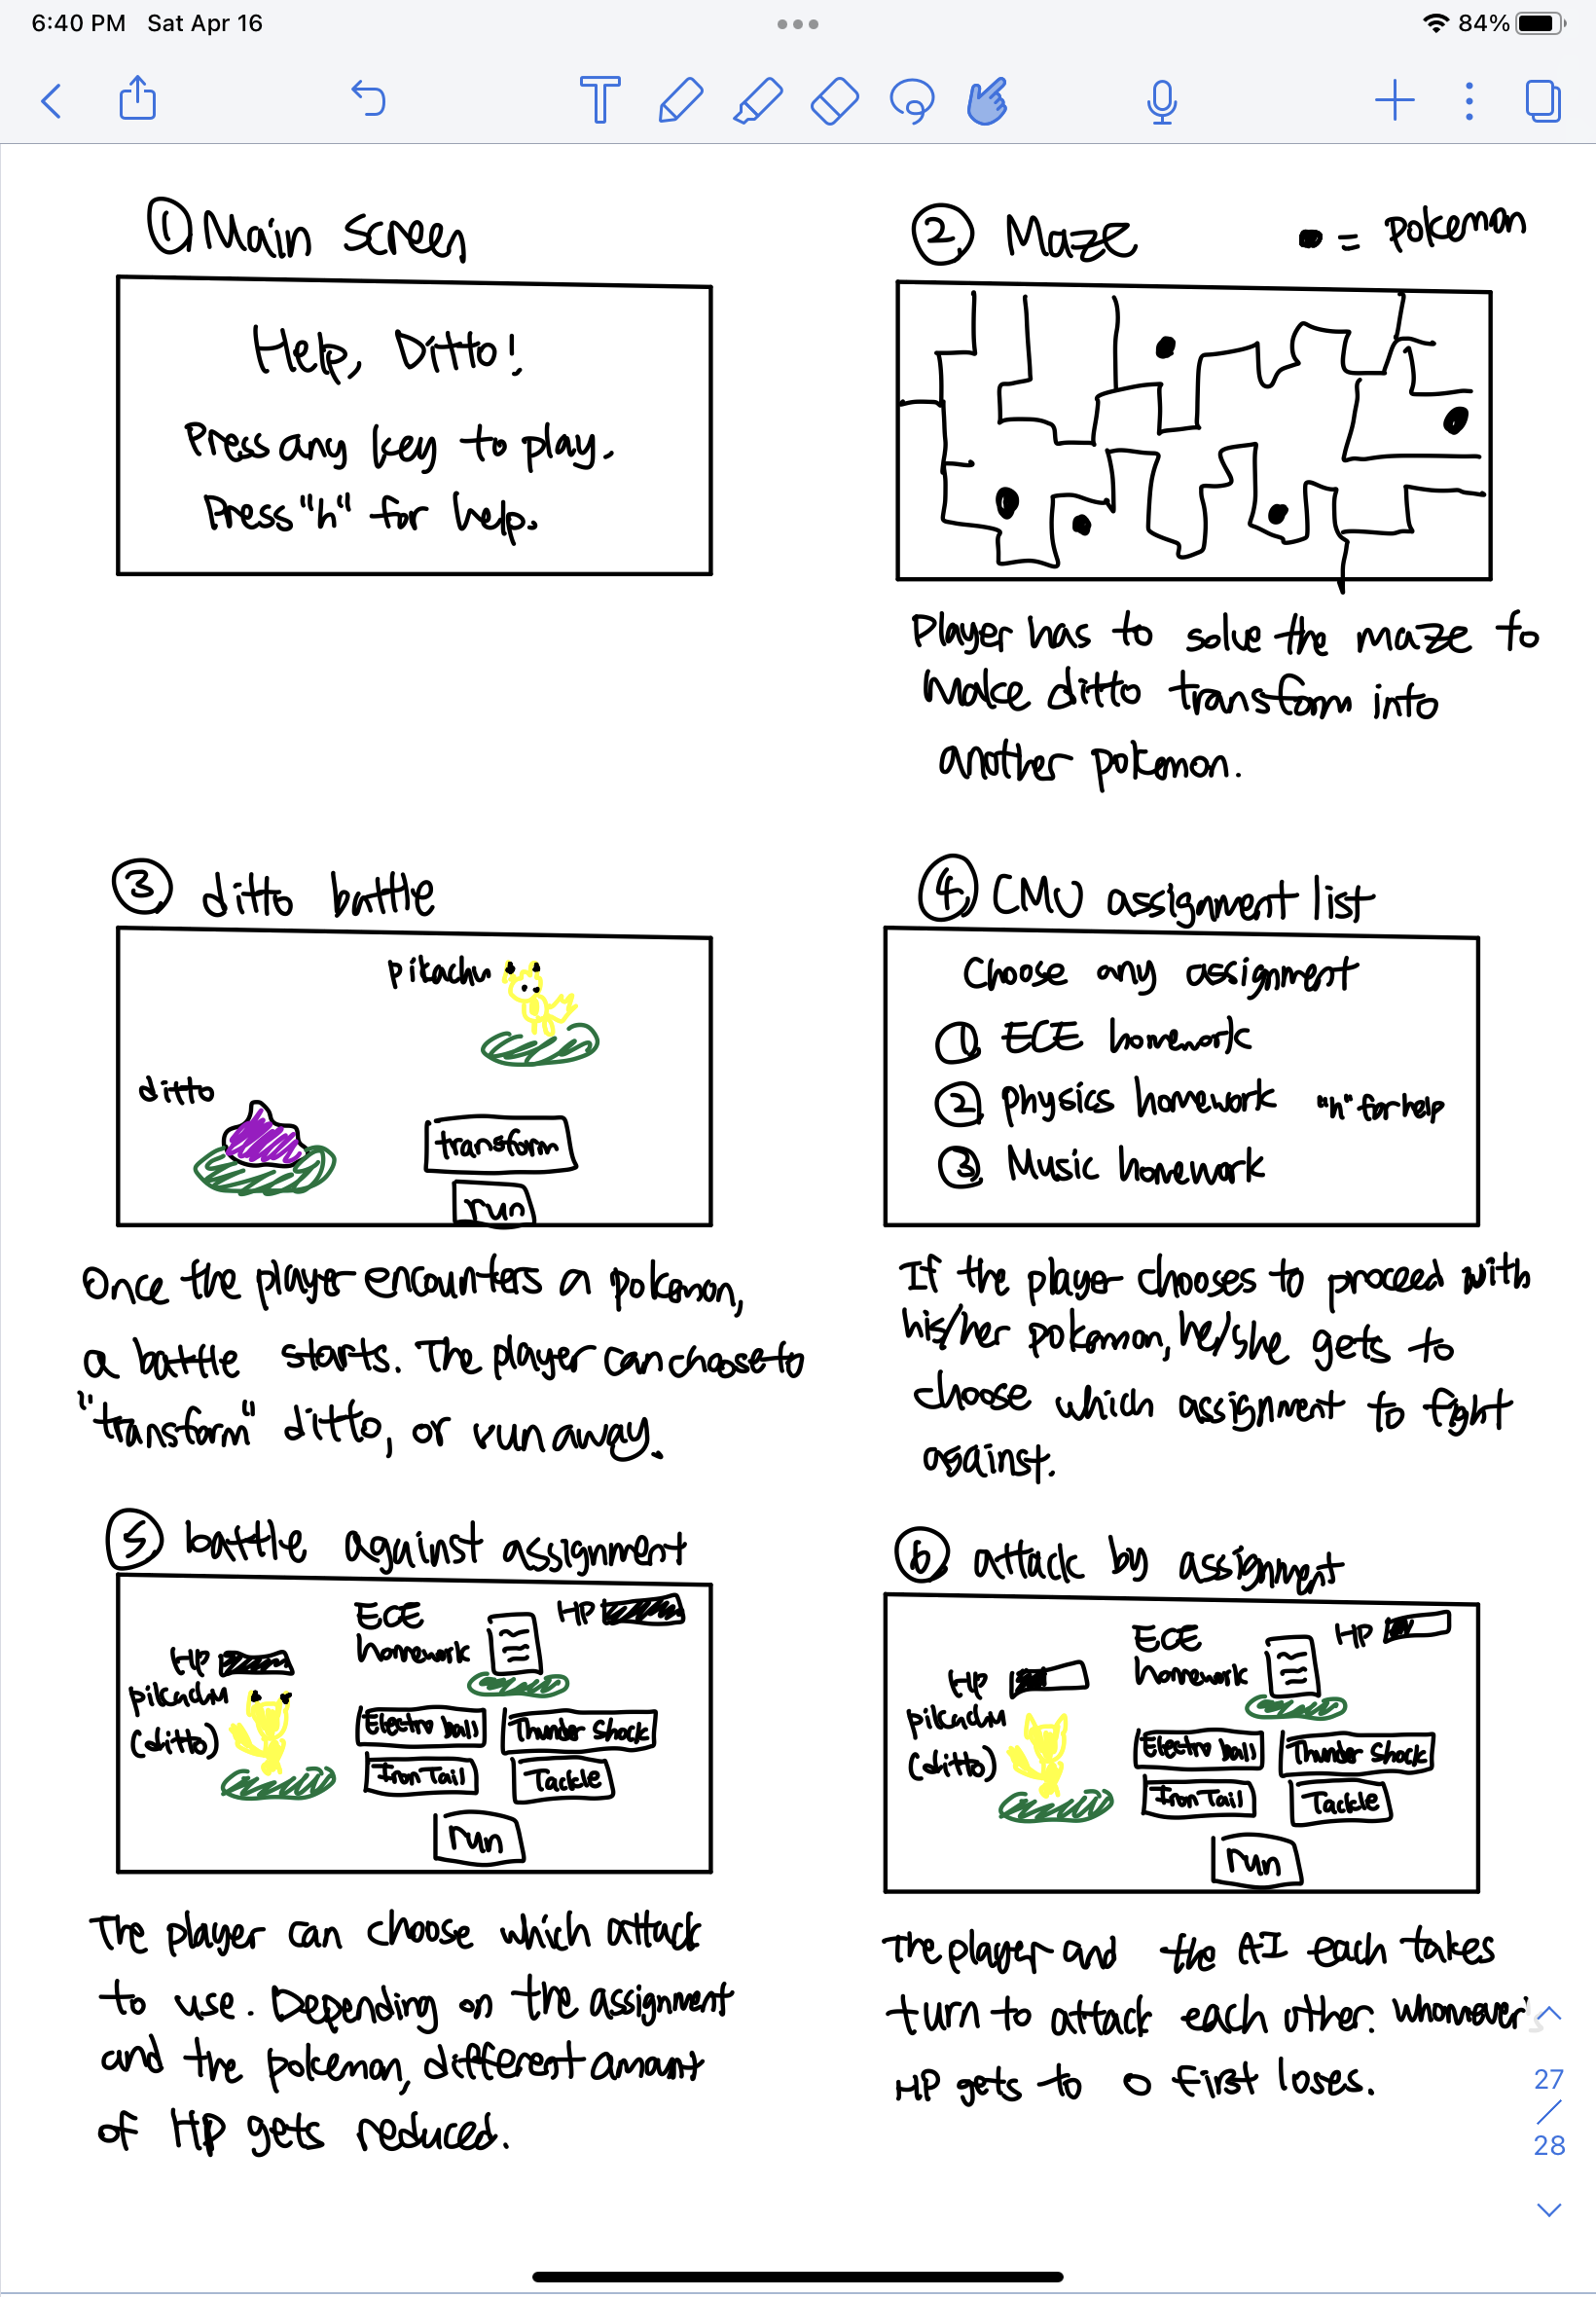 6:40 PM Sat Apr 16
84%
① Main screen
Help, Ditto!
Press any key to play.
Press "h" for help.
② Maze
= pokemon
Player has to solve the maze to
make ditto transform into
another pokemon.
③ ditto battle
pikachu
ditto
transform
run
Once the player encounters a pokemon,
a battle starts. The player can choose to
"transform" ditto, or run away.
④ CMU assignment list
Choose any assignment
① ECE homework
② physics homework "h" for help
③ Music homework
If the player chooses to proceed with
his/her pokemon, he/she gets to
choose which assignment to fight
against.
⑤ battle against assignment
ECE
homework
HP
HP
pikachu
(ditto)
Electro ball
Thunder Shock
Iron Tail
Tackle
run
The player can choose which attack
to use. Depending on the assignment
and the pokemon, different amount
of HP gets reduced.
⑥ attack by assignment
ECE
homework
HP
HP
pikachu
(ditto)
Electro ball
Thunder Shock
Iron Tail
Tackle
run
The player and the AI each takes
turn to attack each other. whomever's
HP gets to 0 first loses.
27
/
28